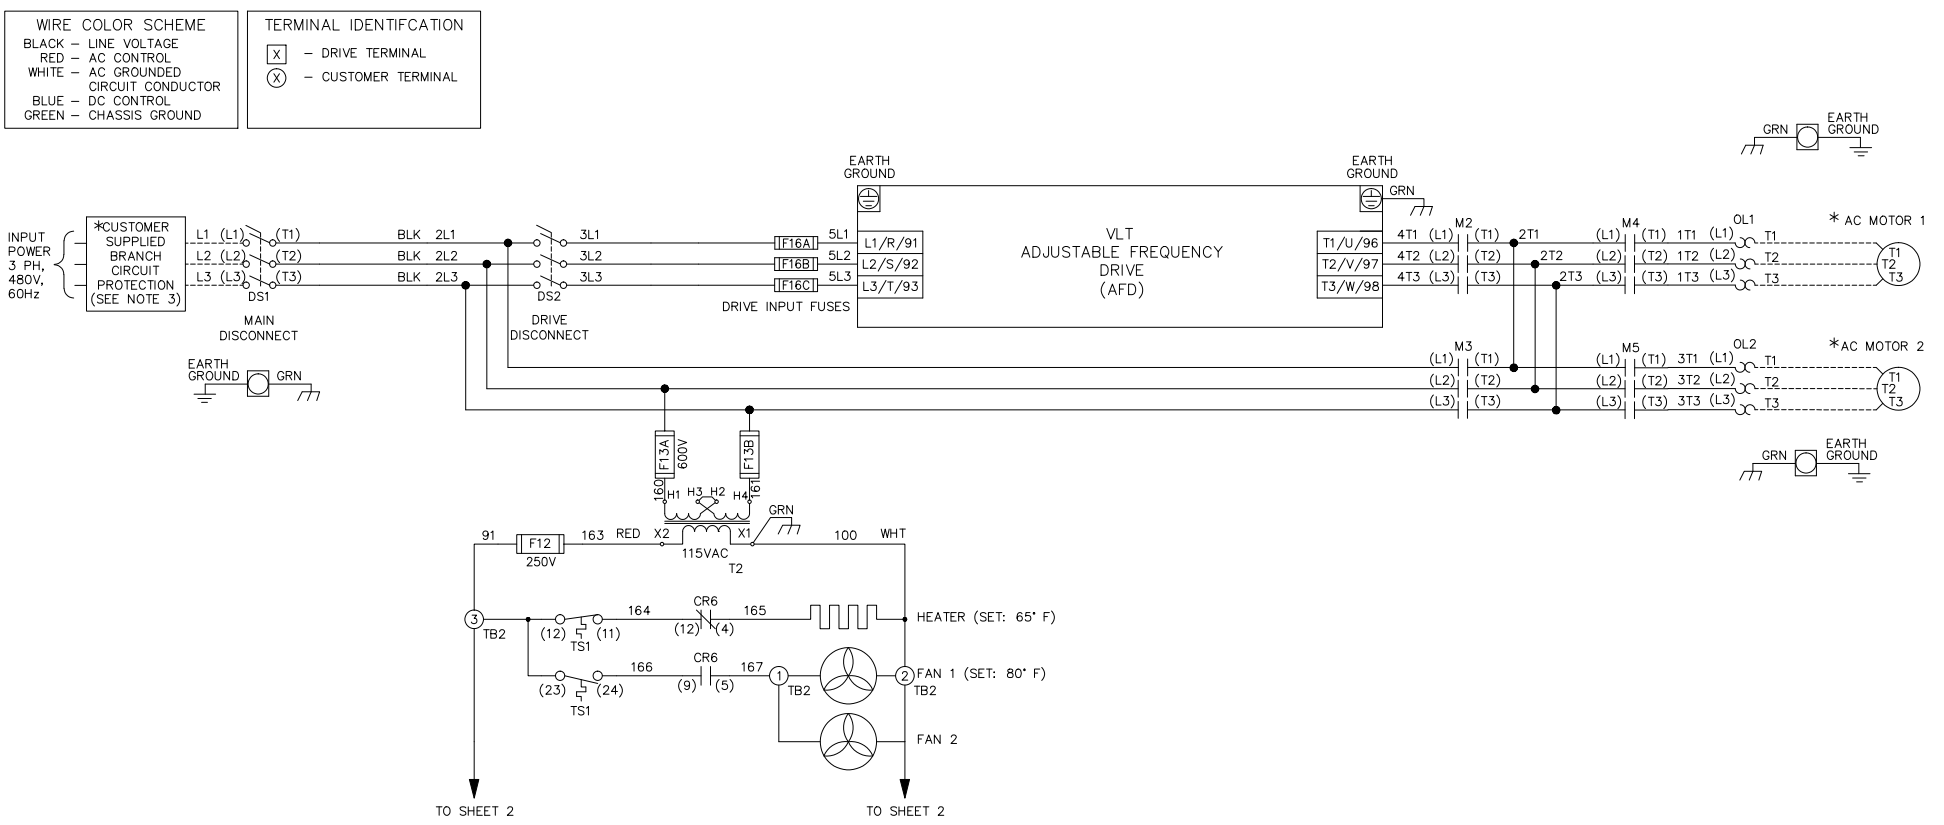 WIRE COLOR SCHEME
BLACK – LINE VOLTAGE
RED – AC CONTROL
WHITE – AC GROUNDED
CIRCUIT CONDUCTOR
BLUE – DC CONTROL
GREEN – CHASSIS GROUND
TERMINAL IDENTIFCATION
X – DRIVE TERMINAL
X – CUSTOMER TERMINAL
INPUT
POWER
3 PH,
480V,
60Hz
*CUSTOMER
SUPPLIED
BRANCH
CIRCUIT
PROTECTION
(SEE NOTE 3)
L1 (L1) (T1) BLK 2L1 3L1 F16A 5L1 L1/R/91
L2 (L2) (T2) BLK 2L2 3L2 F16B 5L2 L2/S/92
L3 (L3) (T3) BLK 2L3 3L3 F16C 5L3 L3/T/93
DS1
MAIN
DISCONNECT
DS2
DRIVE
DISCONNECT
DRIVE INPUT FUSES
EARTH
GROUND
GRN
EARTH
GROUND
VLT
ADJUSTABLE FREQUENCY
DRIVE
(AFD)
EARTH
GROUND
GRN
GRN
EARTH
GROUND
M2 M4 OL1 * AC MOTOR 1
T1/U/96 4T1 (L1) (T1) 2T1 (L1) (T1) 1T1 (L1) T1
T2/V/97 4T2 (L2) (T2) 2T2 (L2) (T2) 1T2 (L2) T2
T3/W/98 4T3 (L3) (T3) 2T3 (L3) (T3) 1T3 (L3) T3
T1
T2
T3
M3 M5 OL2 * AC MOTOR 2
(L1) (T1) (L1) (T1) 3T1 (L1) T1
(L2) (T2) (L2) (T2) 3T2 (L2) T2
(L3) (T3) (L3) (T3) 3T3 (L3) T3
T1
T2
T3
GRN
EARTH
GROUND
F13A
600V
F13B
160
161
H1 H3 H2 H4
GRN
91 F12 163 RED X2 X1 100 WHT
250V
115VAC
T2
3
TB2
(12) (11)
TS1
164
CR6
(12) (4)
165
HEATER (SET: 65° F)
(23) (24)
TS1
166
CR6
(9) (5)
167
1
TB2
2
TB2
FAN 1 (SET: 80° F)
FAN 2
TO SHEET 2
TO SHEET 2